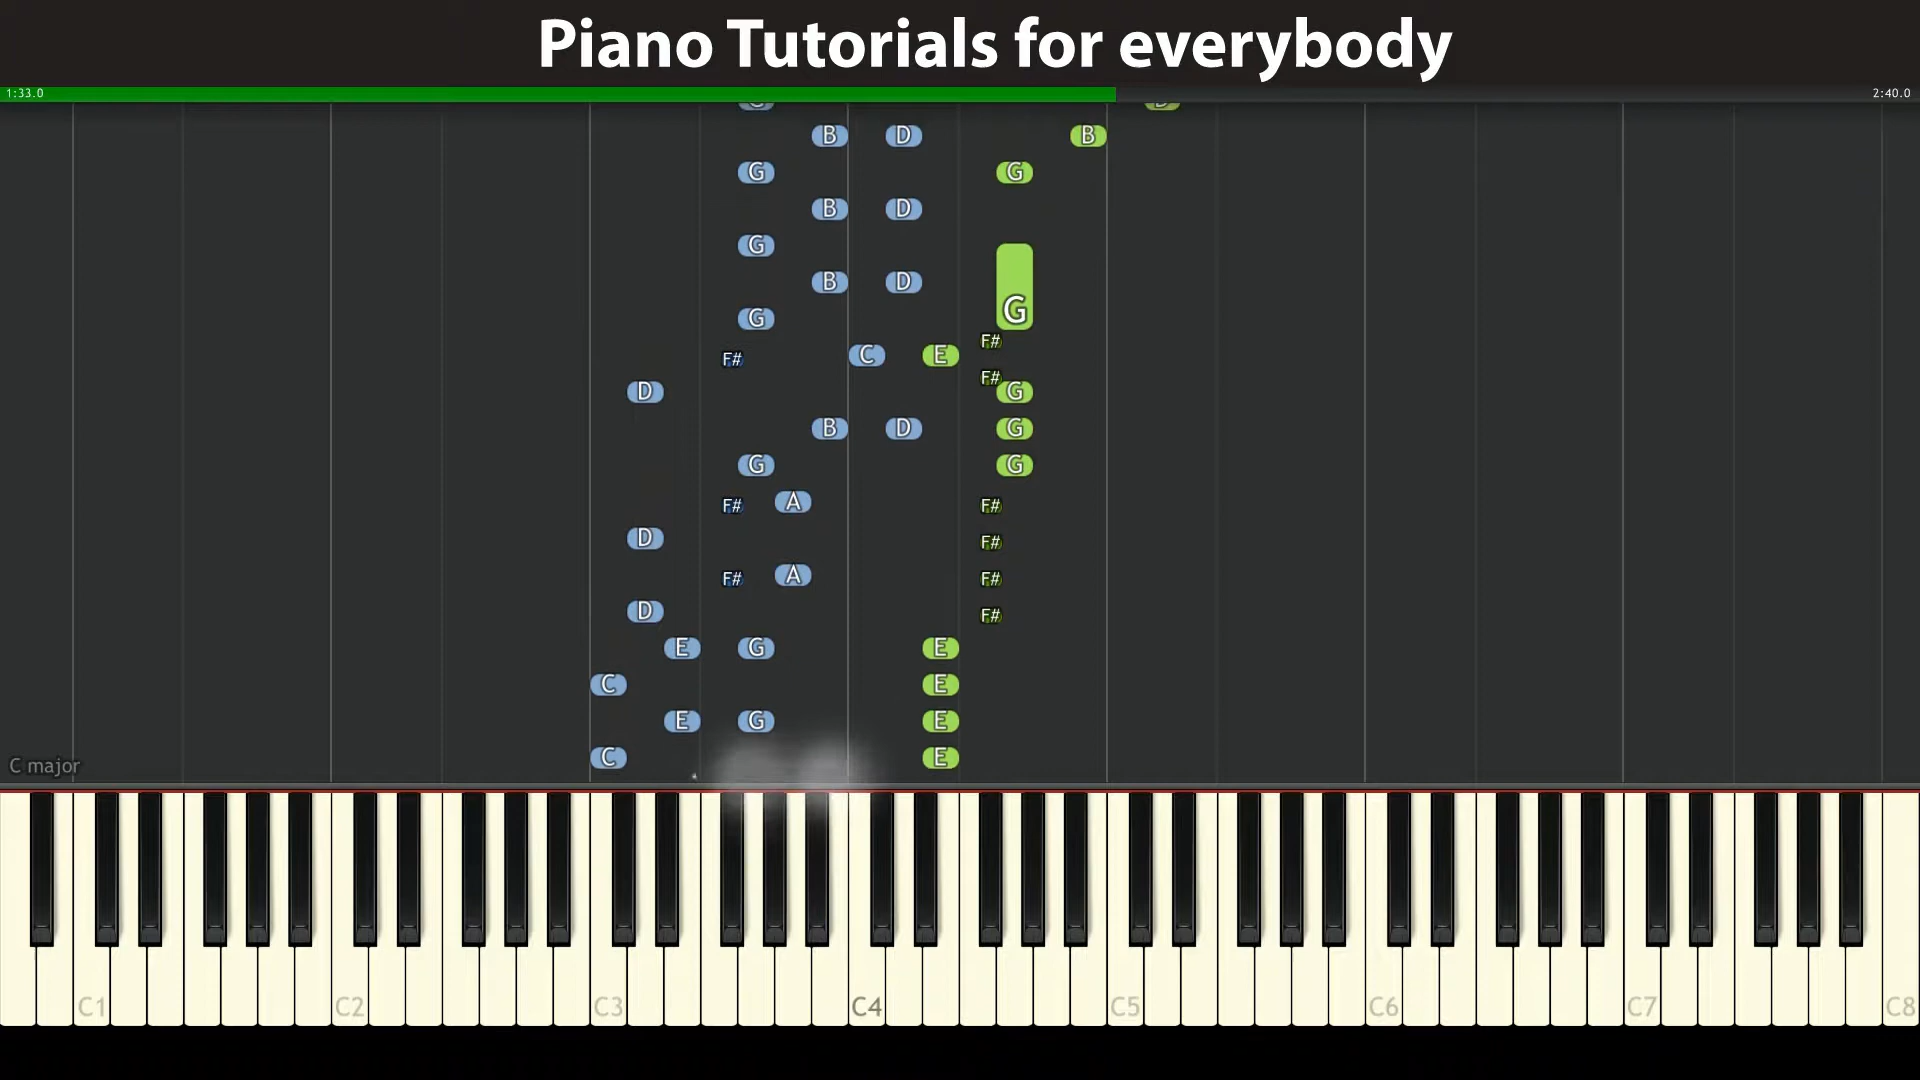 Piano Tutorials for everybody
1:33.0 2:40.0
B D B
G G
B D
G
B D
G G
F#
F# C E
F#
D G
B D G
G G
F# A F#
D F#
F# A F#
D F#
E G E
C E
E G E
C E
C major
C1 C2 C3 C4 C5 C6 C7 C8